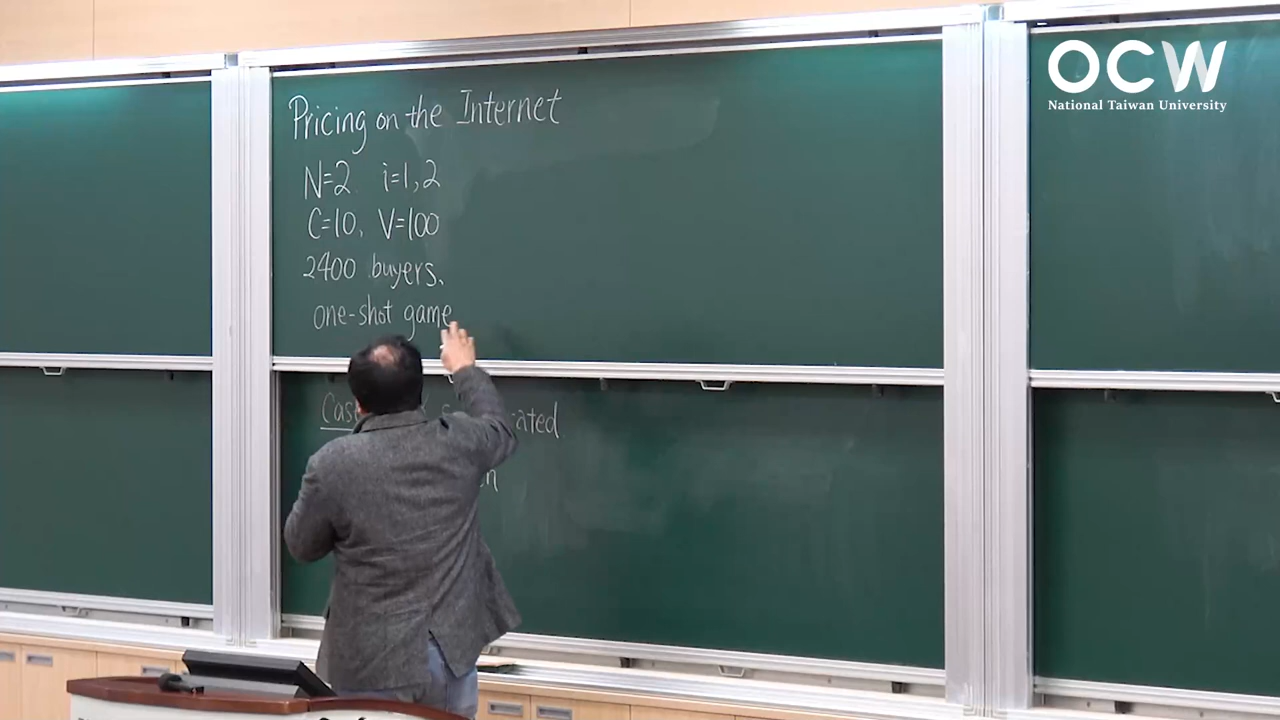 Pricing on the Internet
N=2 i=1,2
C=10, V=100
2400 buyers.
one-shot game
OCW
National Taiwan University